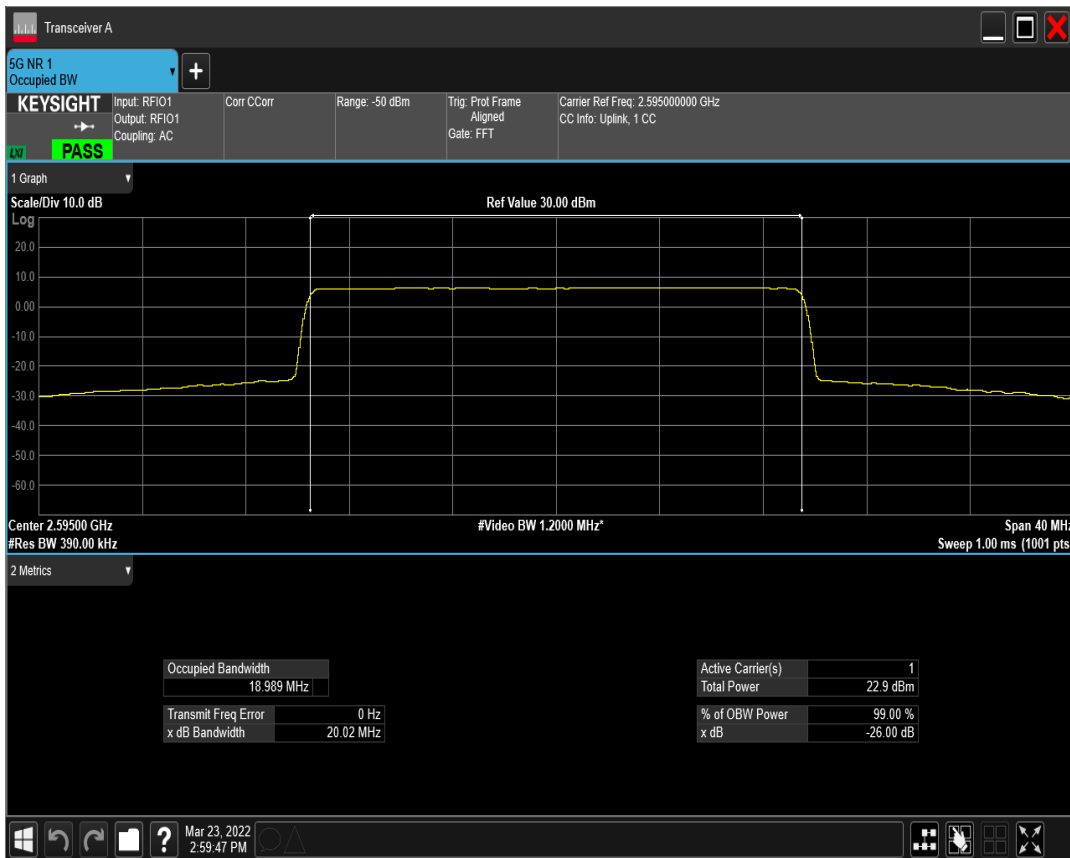 Transceiver A
5G NR 1
Occupied BW
+
KEYSIGHT
LXI
PASS
Input: RFIO1
Output: RFIO1
Coupling: AC
Corr CCorr
Range: -50 dBm
Trig: Prot Frame
Aligned
Gate: FFT
Carrier Ref Freq: 2.595000000 GHz
CC Info: Uplink, 1 CC
1 Graph
Scale/Div 10.0 dB
Ref Value 30.00 dBm
Log
20.0
10.0
0.00
-10.0
-20.0
-30.0
-40.0
-50.0
-60.0
Center 2.59500 GHz
#Video BW 1.2000 MHz*
Span 40 MHz
#Res BW 390.00 kHz
Sweep 1.00 ms (1001 pts
2 Metrics
Occupied Bandwidth
18.989 MHz
Transmit Freq Error 0 Hz
x dB Bandwidth 20.02 MHz
Active Carrier(s) 1
Total Power 22.9 dBm
% of OBW Power 99.00 %
x dB -26.00 dB
?
Mar 23, 2022
2:59:47 PM